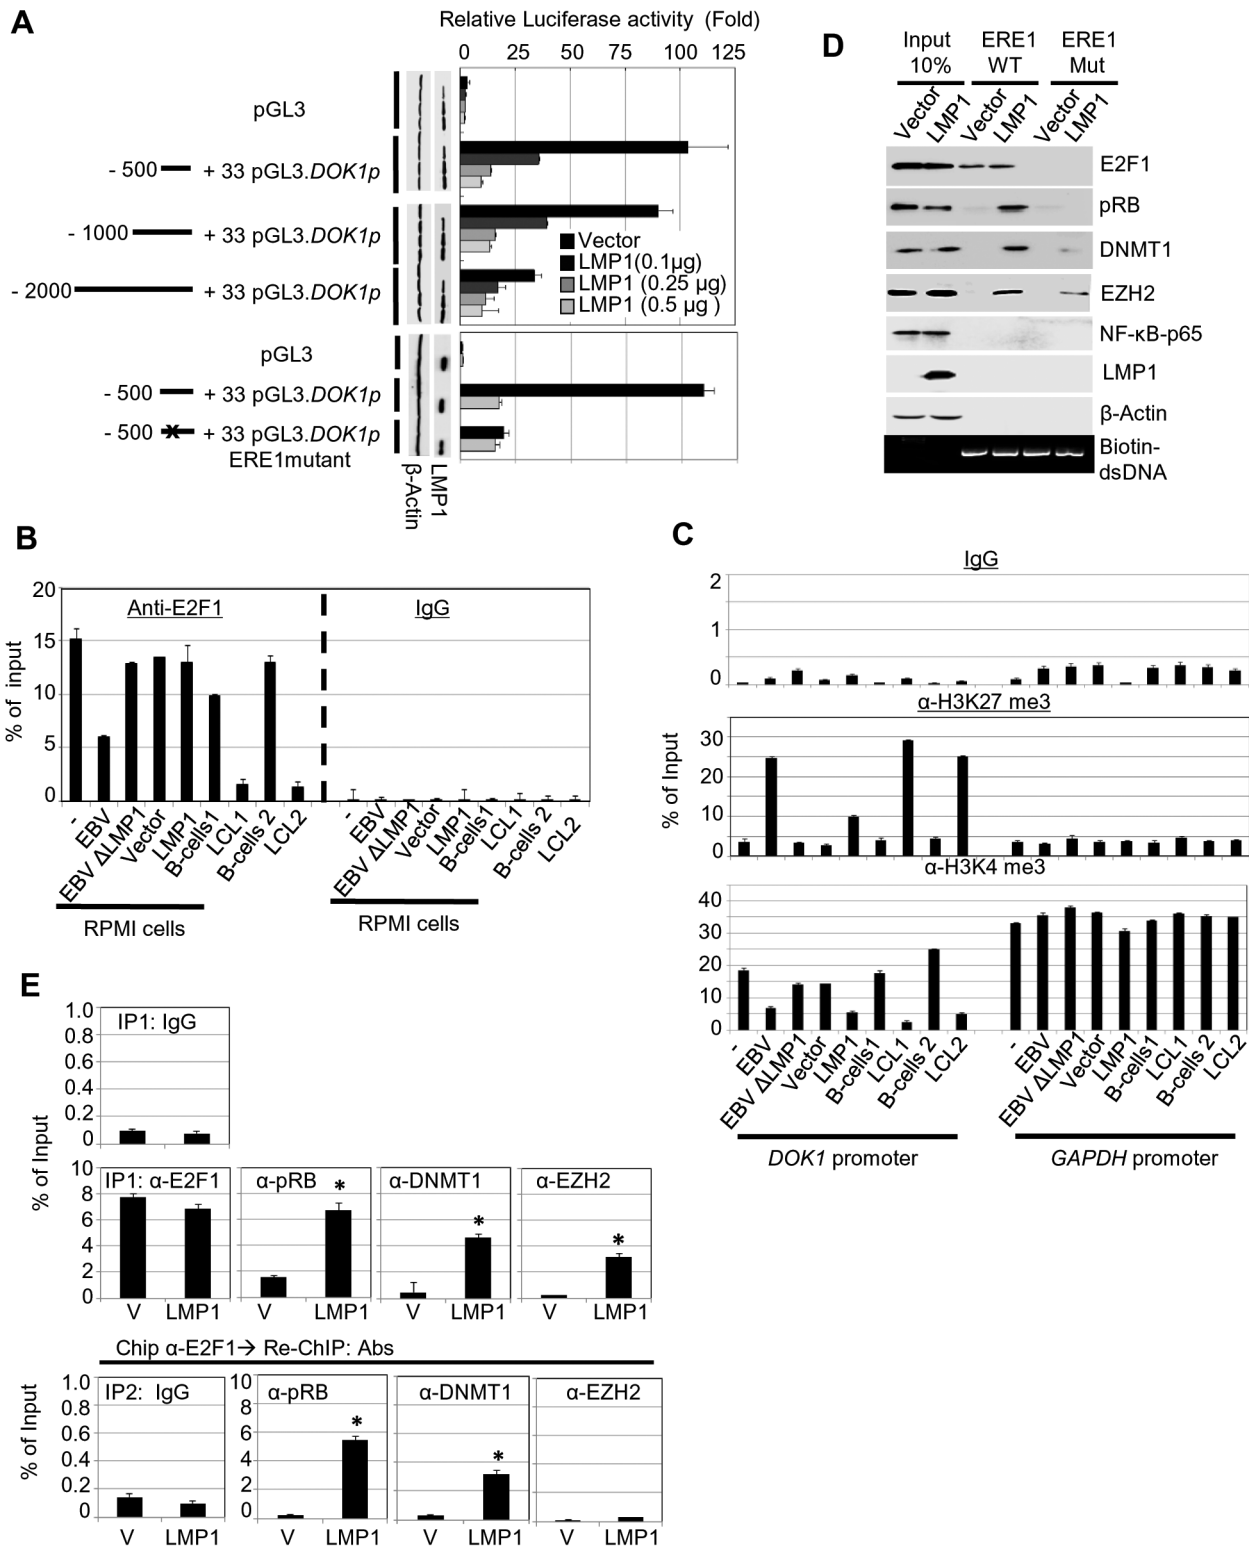 A
Relative Luciferase activity (Fold)
0 25 50 75 100 125
pGL3
- 500 + 33 pGL3.DOK1p
- 1000 + 33 pGL3.DOK1p
- 2000 + 33 pGL3.DOK1p
Vector
LMP1(0.1µg)
LMP1 (0.25 µg)
LMP1 (0.5 µg )
pGL3
- 500 + 33 pGL3.DOK1p
- 500 X + 33 pGL3.DOK1p
ERE1mutant
β-Actin
LMP1
D
Input 10% ERE1 WT ERE1 Mut
Vector LMP1 Vector LMP1 Vector LMP1
E2F1
pRB
DNMT1
EZH2
NF-κB-p65
LMP1
β-Actin
Biotin-
dsDNA
B
% of input
20
15
10
5
0
Anti-E2F1 IgG
- EBV EBV ΔLMP1 Vector LMP1 B-cells1 LCL1 B-cells 2 LCL2
- EBV EBV ΔLMP1 Vector LMP1 B-cells1 LCL1 B-cells 2 LCL2
RPMI cells RPMI cells
C
IgG
2
1
0
α-H3K27 me3
% of Input
30
20
10
0
α-H3K4 me3
40
30
20
10
0
- EBV EBV ΔLMP1 Vector LMP1 B-cells1 LCL1 B-cells 2 LCL2
- EBV EBV ΔLMP1 Vector LMP1 B-cells1 LCL1 B-cells 2 LCL2
DOK1 promoter GAPDH promoter
E
% of Input
1.0
0.8
0.6
0.4
0.2
0
IP1: IgG
10
8
6
4
2
0
IP1: α-E2F1 α-pRB * α-DNMT1 * α-EZH2 *
V LMP1 V LMP1 V LMP1 V LMP1
Chip α-E2F1→ Re-ChIP: Abs
% of Input
1.0
0.8
0.6
0.4
0.2
0
IP2: IgG
10
8
6
4
2
0
α-pRB * α-DNMT1 * α-EZH2
V LMP1 V LMP1 V LMP1 V LMP1